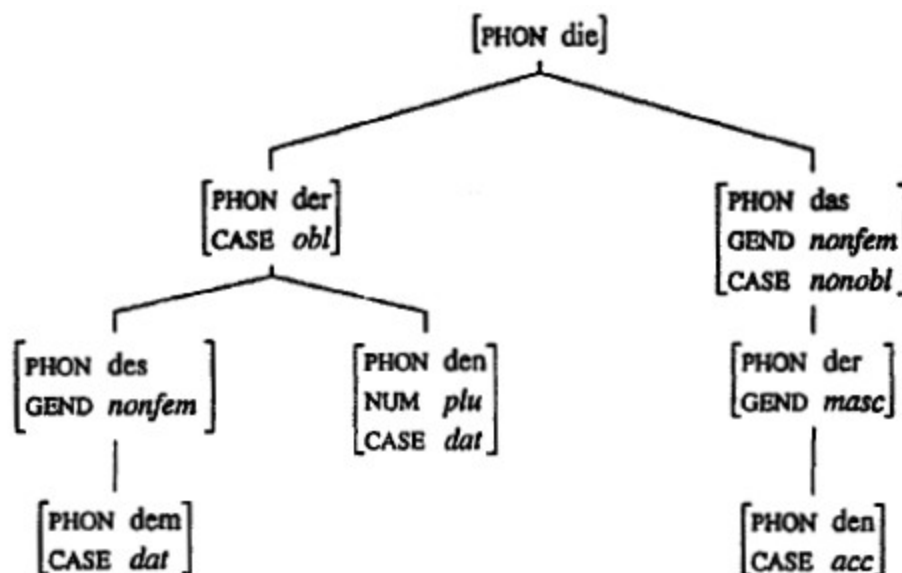 [PHON die]
[PHON der
CASE obl]
[PHON das
GEND nonfem
CASE nonobl]
[PHON des
GEND nonfem]
[PHON den
NUM plu
CASE dat]
[PHON der
GEND masc]
[PHON dem
CASE dat]
[PHON den
CASE acc]